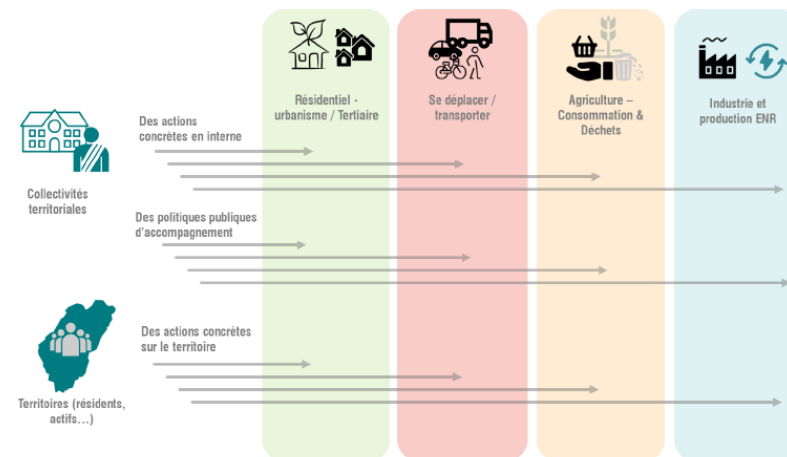 Résidentiel -
urbanisme / Tertiaire
Se déplacer /
transporter
Agriculture –
Consommation &
Déchets
Industrie et
production ENR
Des actions
concrètes en interne
Collectivités
territoriales
Des politiques publiques
d'accompagnement
Des actions concrètes
sur le territoire
Territoires (résidents,
actifs…)